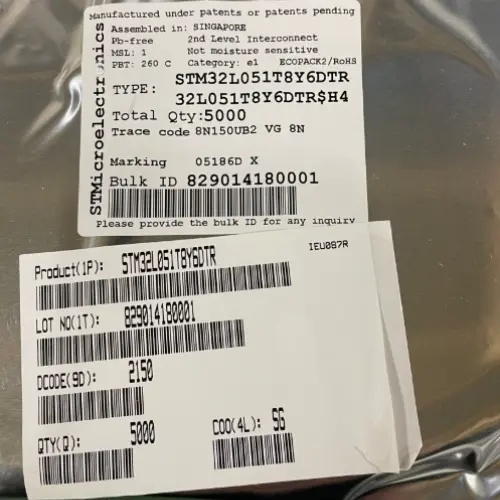 Manufactured under patents or patents pending
STMicroelectronics
Assembled in: SINGAPORE
Pb-free 2nd Level Interconnect
MSL: 1 Not moisture sensitive
PBT: 260 C Category: e1 ECOPACK2/RoHS
TYPE: STM32L051T8Y6DTR
32L051T8Y6DTR$H4
Total Qty:5000
Trace code 8N150UB2 VG 8N
Marking 05186D X
Bulk ID 829014180001
Please provide the bulk ID for any inquiry
1EU087R
Product(1P): STM32L051T8Y6DTR
LOT NO(1T): 829014180001
DCODE(9D): 2150
QTY(Q): 5000 COO(4L): SG